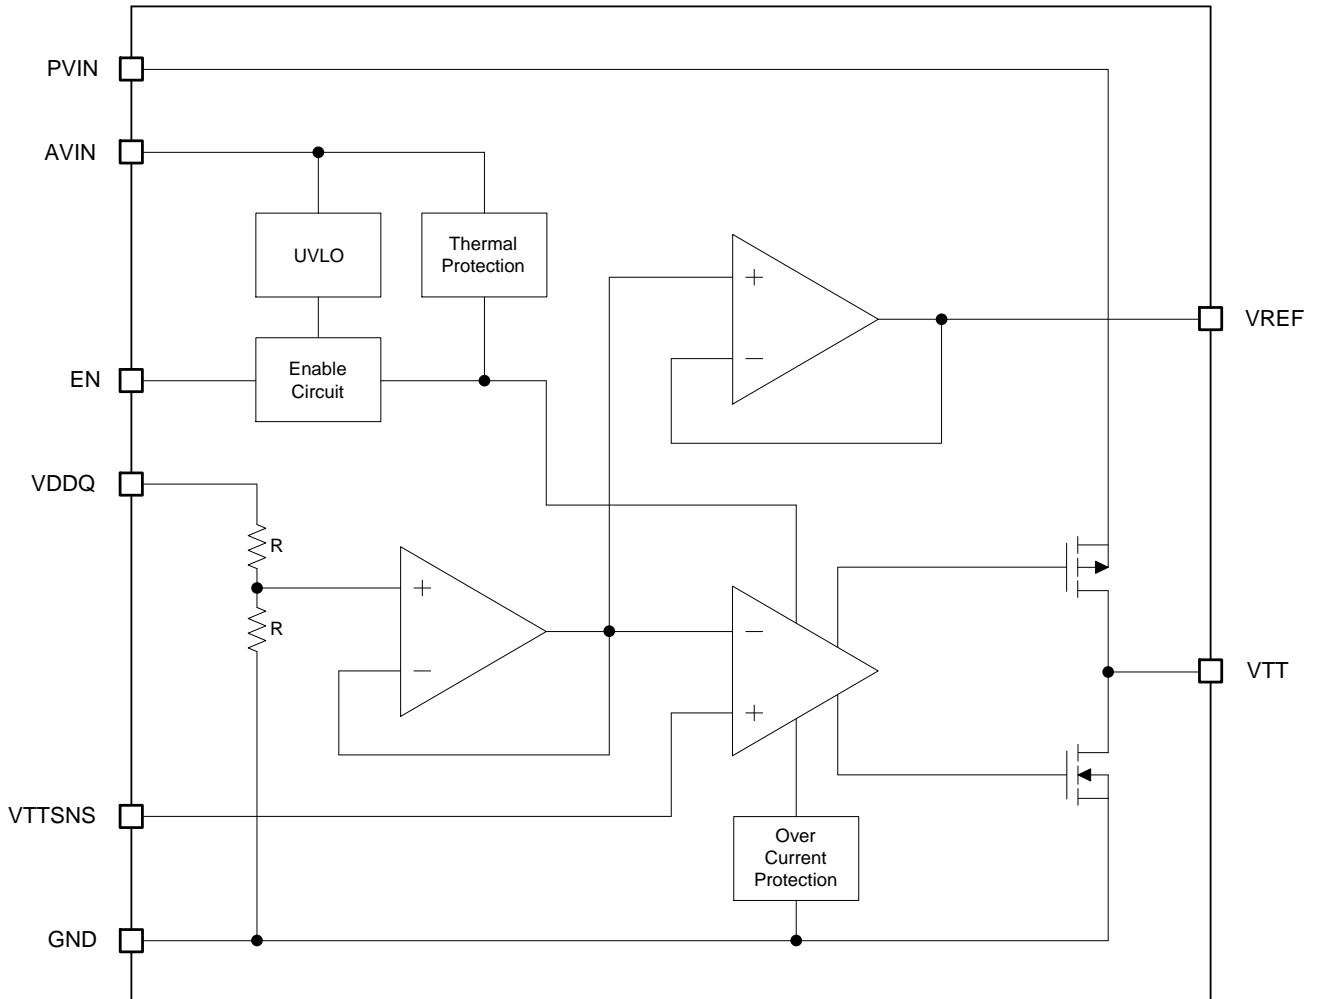 PVIN
AVIN
UVLO
Thermal
Protection
+
−
VREF
EN
Enable
Circuit
VDDQ
R
R
+
−
−
+
VTT
VTTSNS
Over
Current
Protection
GND